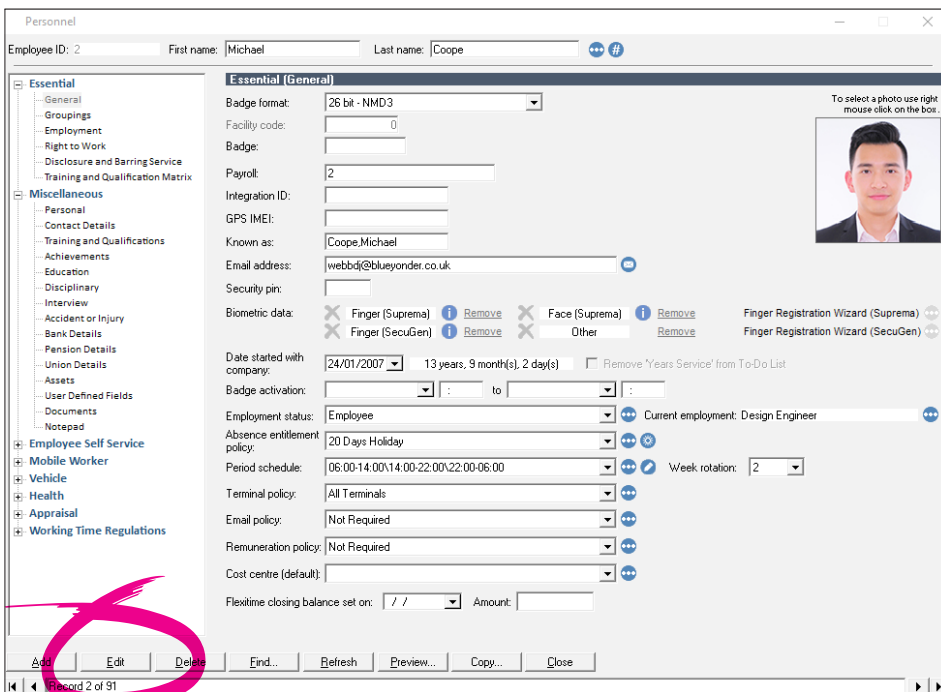 Personnel
Employee ID: 2 First name: Michael Last name: Coope
Essential
General
Groupings
Employment
Right to Work
Disclosure and Barring Service
Training and Qualification Matrix
Miscellaneous
Personal
Contact Details
Training and Qualifications
Achievements
Education
Disciplinary
Interview
Accident or Injury
Bank Details
Pension Details
Union Details
Assets
User Defined Fields
Documents
Notepad
Employee Self Service
Mobile Worker
Vehicle
Health
Appraisal
Working Time Regulations
Essential (General)
Badge format: 26 bit - NMD3
Facility code: 0
Badge:
Payroll: 2
Integration ID:
GPS IMEI:
Known as: Coope,Michael
Email address: webbdj@blueyonder.co.uk
Security pin:
To select a photo use right
mouse click on the box.
Biometric data: Finger (Suprema) Remove Face (Suprema) Remove Finger Registration Wizard (Suprema)
Finger (SecuGen) Remove Other Remove Finger Registration Wizard (SecuGen)
Date started with
company: 24/01/2007 13 years, 9 month(s), 2 day(s) Remove 'Years Service' from To-Do List
Badge activation: : to :
Employment status: Employee Current employment: Design Engineer
Absence entitlement
policy: 20 Days Holiday
Period schedule: 06:00-14:00\14:00-22:00\22:00-06:00 Week rotation: 2
Terminal policy: All Terminals
Email policy: Not Required
Remuneration policy: Not Required
Cost centre (default):
Flexitime closing balance set on: / / Amount:
Add Edit Delete Find... Refresh Preview... Copy... Close
Record 2 of 91